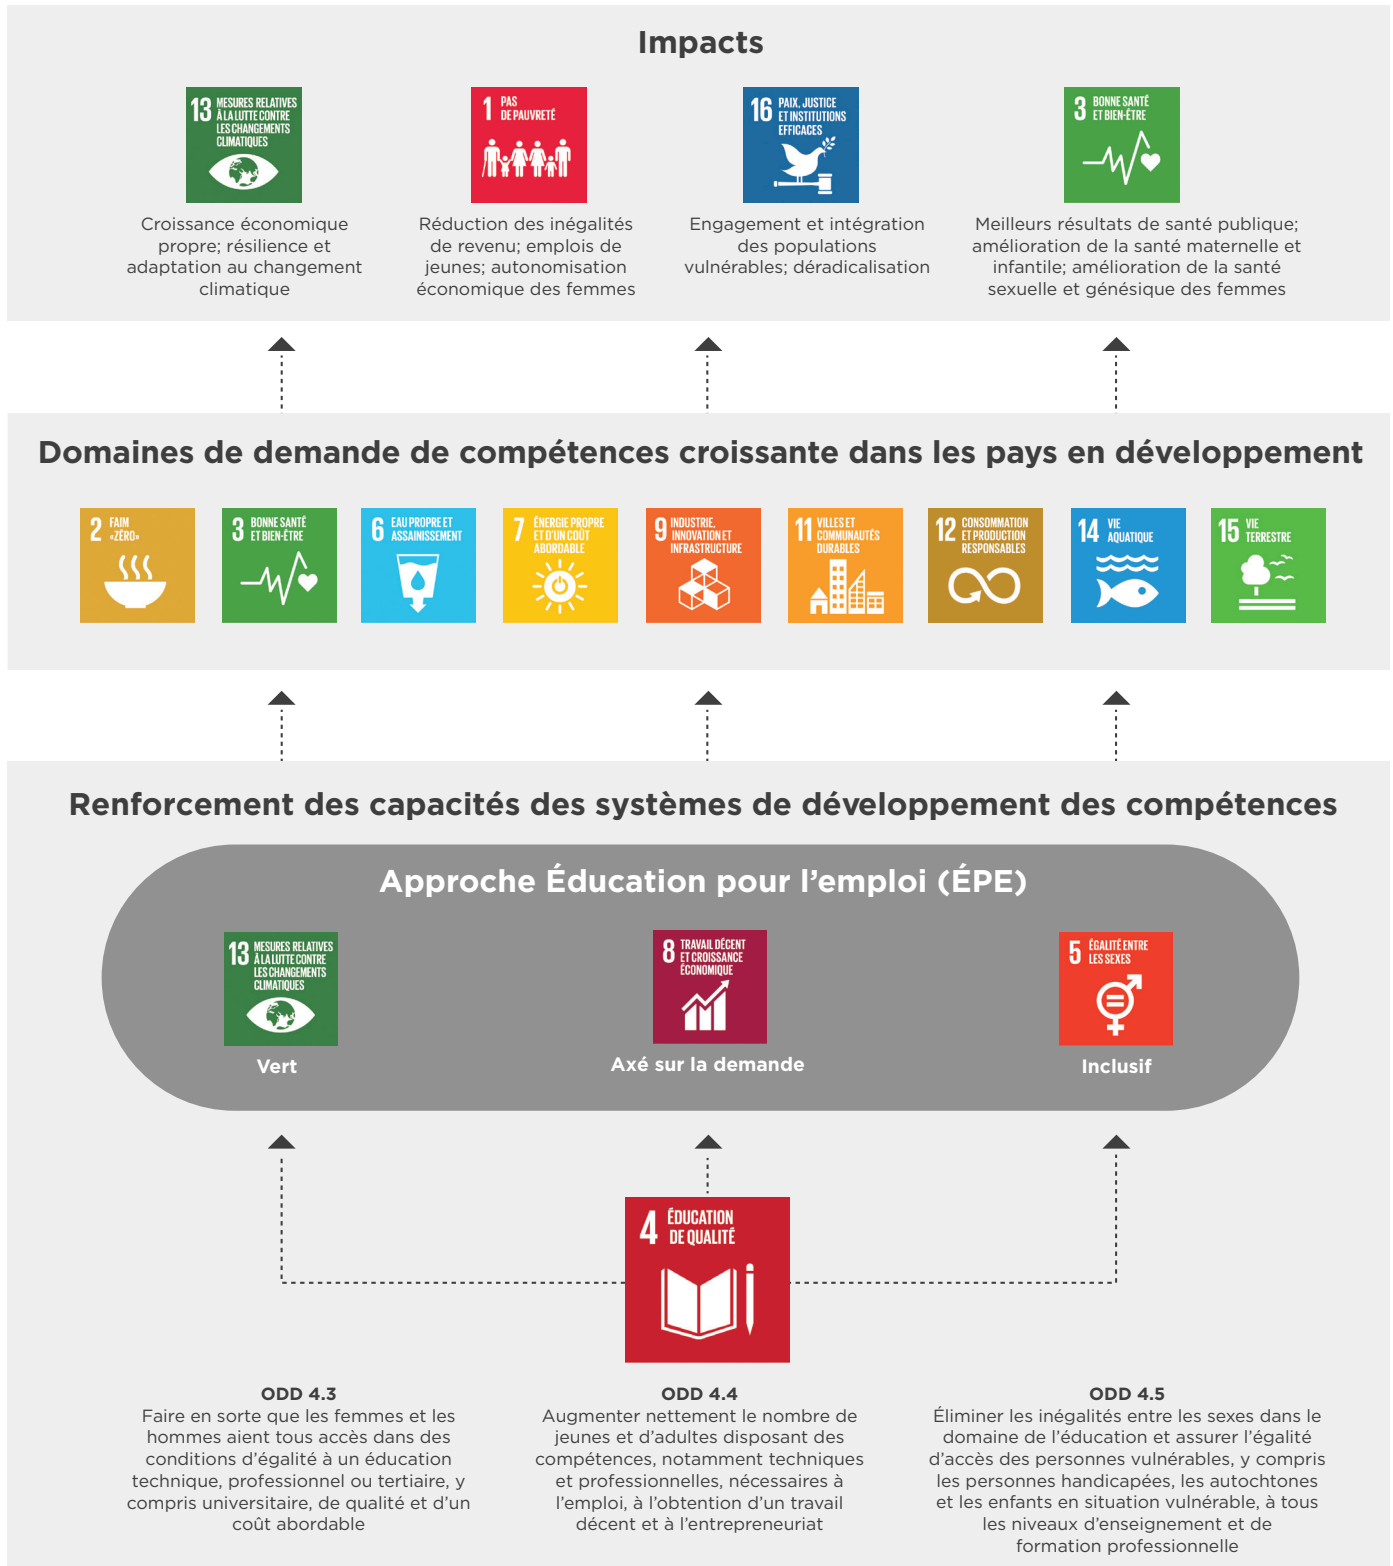 Impacts
13 MESURES RELATIVES
À LA LUTTE CONTRE
LES CHANGEMENTS
CLIMATIQUES
Croissance économique
propre; résilience et
adaptation au changement
climatique
1 PAS
DE PAUVRETÉ
Réduction des inégalités
de revenu; emplois de
jeunes; autonomisation
économique des femmes
16 PAIX, JUSTICE
ET INSTITUTIONS
EFFICACES
Engagement et intégration
des populations
vulnérables; déradicalisation
3 BONNE SANTÉ
ET BIEN-ÊTRE
Meilleurs résultats de santé publique;
amélioration de la santé maternelle et
infantile; amélioration de la santé
sexuelle et génésique des femmes
Domaines de demande de compétences croissante dans les pays en développement
2 FAIM
«ZÉRO»
3 BONNE SANTÉ
ET BIEN-ÊTRE
6 EAU PROPRE ET
ASSAINISSEMENT
7 ÉNERGIE PROPRE
ET D'UN COÛT
ABORDABLE
9 INDUSTRIE,
INNOVATION ET
INFRASTRUCTURE
11 VILLES ET
COMMUNAUTÉS
DURABLES
12 CONSOMMATION
ET PRODUCTION
RESPONSABLES
14 VIE
AQUATIQUE
15 VIE
TERRESTRE
Renforcement des capacités des systèmes de développement des compétences
Approche Éducation pour l'emploi (ÉPE)
13 MESURES RELATIVES
À LA LUTTE CONTRE
LES CHANGEMENTS
CLIMATIQUES
Vert
8 TRAVAIL DÉCENT
ET CROISSANCE
ÉCONOMIQUE
Axé sur la demande
5 ÉGALITÉ ENTRE
LES SEXES
Inclusif
4 ÉDUCATION
DE QUALITÉ
ODD 4.3
Faire en sorte que les femmes et les
hommes aient tous accès dans des
conditions d'égalité à un éducation
technique, professionnel ou tertiaire, y
compris universitaire, de qualité et d'un
coût abordable
ODD 4.4
Augmenter nettement le nombre de
jeunes et d'adultes disposant des
compétences, notamment techniques
et professionnelles, nécessaires à
l'emploi, à l'obtention d'un travail
décent et à l'entrepreneuriat
ODD 4.5
Éliminer les inégalités entre les sexes dans le
domaine de l'éducation et assurer l'égalité
d'accès des personnes vulnérables, y compris
les personnes handicapées, les autochtones
et les enfants en situation vulnérable, à tous
les niveaux d'enseignement et de
formation professionnelle